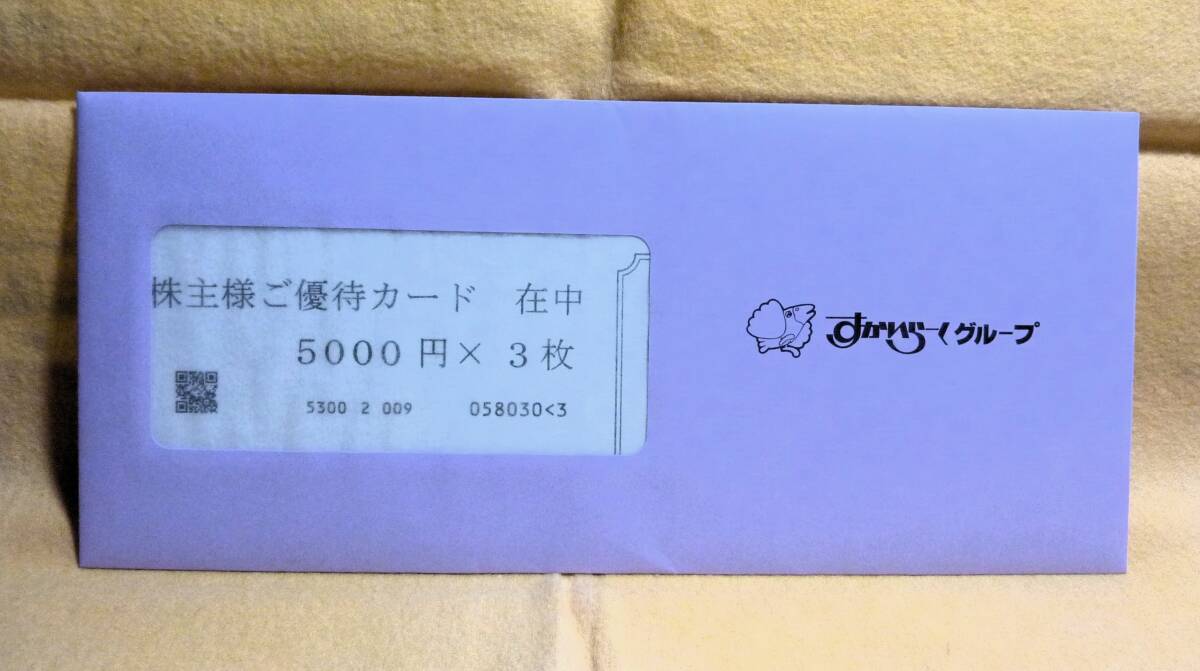 株主様ご優待カード 在中
5000円×3枚
5300 2 009 058030<3
すかいらーくグループ